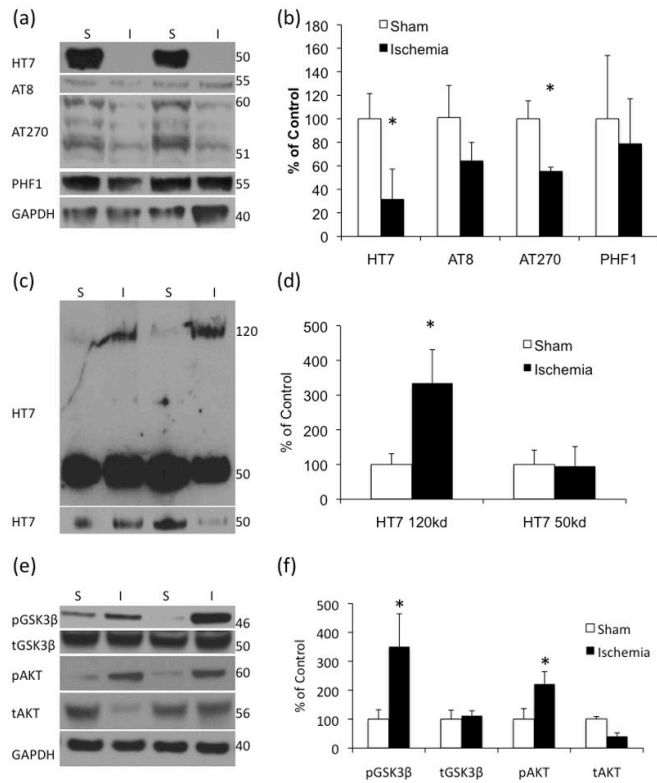 (a)
S I S I
HT7 50
AT8 55
60
AT270
51
PHF1 55
GAPDH 40
(b)
% of Control
180
160
140
120
100
80
60
40
20
0
Sham
Ischemia
*
*
HT7 AT8 AT270 PHF1
(c)
S I S I
120
HT7
50
HT7 50
(d)
% of Control
500
400
300
200
100
0
*
Sham
Ischemia
HT7 120kd HT7 50kd
(e)
S I S I
pGSK3β 46
tGSK3β 50
pAKT 60
tAKT 56
GAPDH 40
(f)
% of Control
500
400
300
200
100
0
*
*
Sham
Ischemia
pGSK3β tGSK3β pAKT tAKT